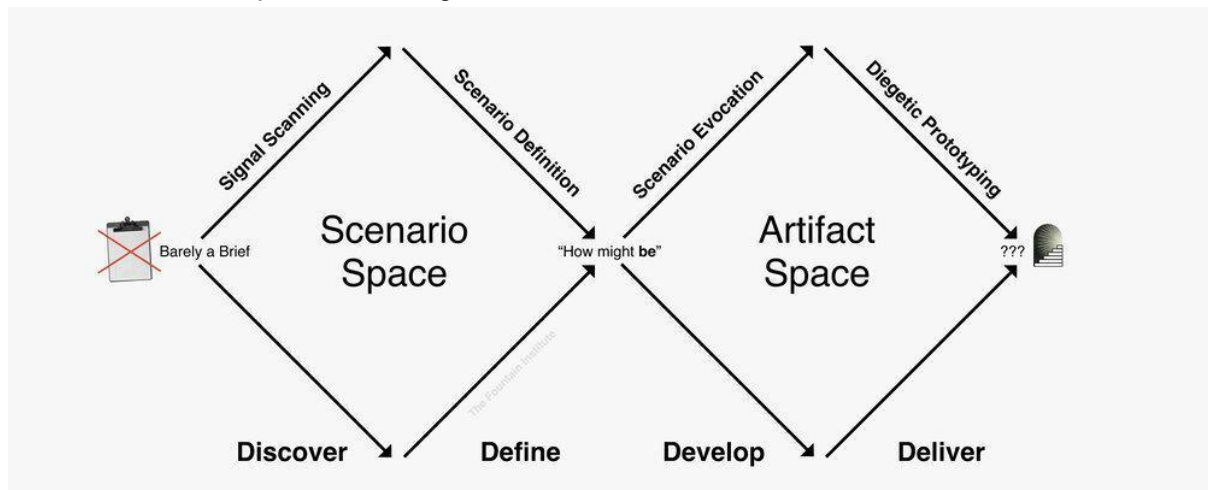 Signal Scanning
Scenario Definition
Scenario Evocation
Diegetic Prototyping
Barely a Brief
Scenario
Space
"How might be"
Artifact
Space
???
The Fountain Institute
Discover
Define
Develop
Deliver